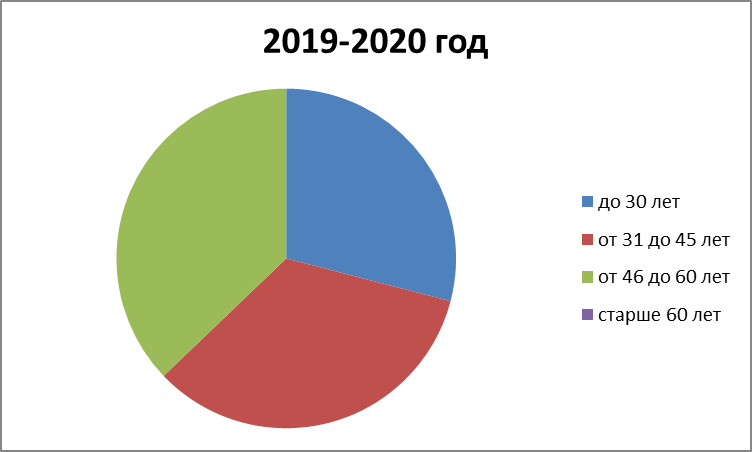 2019-2020 год
до 30 лет
от 31 до 45 лет
от 46 до 60 лет
старше 60 лет